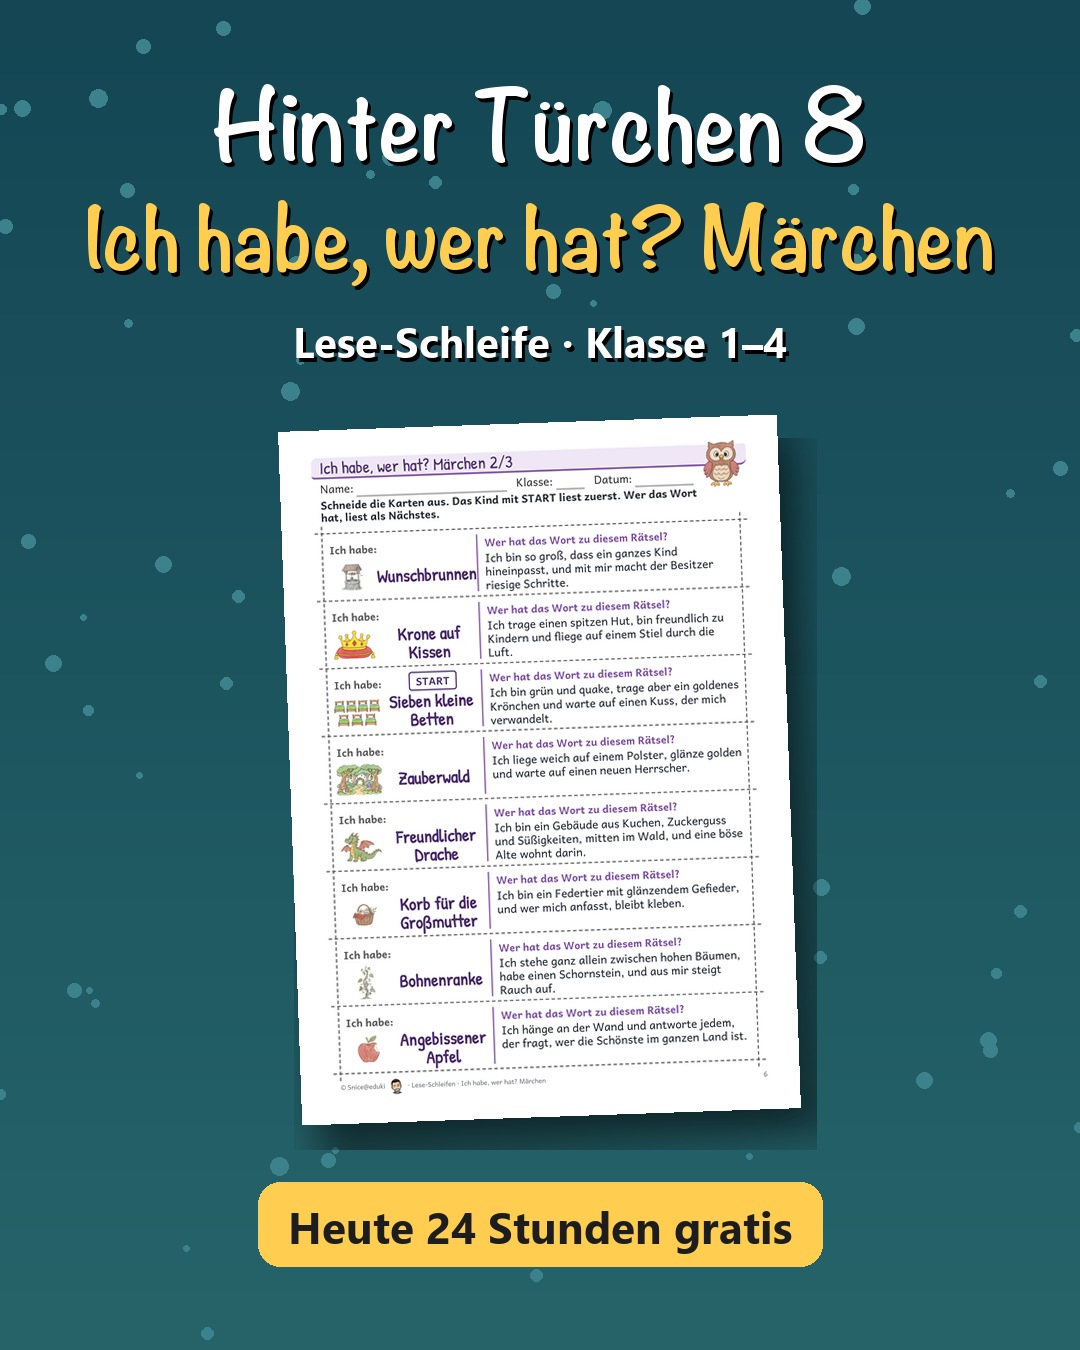 Hinter Türchen 8
Ich habe, wer hat? Märchen
Lese-Schleife · Klasse 1–4
Ich habe, wer hat? Märchen 2/3
Name: Klasse: Datum:
Schneide die Karten aus. Das Kind mit START liest zuerst. Wer das Wort
hat, liest als Nächstes.
Ich habe:
Wunschbrunnen
Wer hat das Wort zu diesem Rätsel?
Ich bin so groß, dass ein ganzes Kind
hineinpasst, und mit mir macht der Besitzer
riesige Schritte.
Ich habe:
Krone auf
Kissen
Wer hat das Wort zu diesem Rätsel?
Ich trage einen spitzen Hut, bin freundlich zu
Kindern und fliege auf einem Stiel durch die
Luft.
Ich habe:
START
Sieben kleine
Betten
Wer hat das Wort zu diesem Rätsel?
Ich bin grün und quake, trage aber ein goldenes
Krönchen und warte auf einen Kuss, der mich
verwandelt.
Ich habe:
Zauberwald
Wer hat das Wort zu diesem Rätsel?
Ich liege weich auf einem Polster, glänze golden
und warte auf einen neuen Herrscher.
Ich habe:
Freundlicher
Drache
Wer hat das Wort zu diesem Rätsel?
Ich bin ein Gebäude aus Kuchen, Zuckerguss
und Süßigkeiten, mitten im Wald, und eine böse
Alte wohnt darin.
Ich habe:
Korb für die
Großmutter
Wer hat das Wort zu diesem Rätsel?
Ich bin ein Federtier mit glänzendem Gefieder,
und wer mich anfasst, bleibt kleben.
Ich habe:
Bohnenranke
Wer hat das Wort zu diesem Rätsel?
Ich stehe ganz allein zwischen hohen Bäumen,
habe einen Schornstein, und aus mir steigt
Rauch auf.
Ich habe:
Angebissener
Apfel
Wer hat das Wort zu diesem Rätsel?
Ich hänge an der Wand und antworte jedem,
der fragt, wer die Schönste im ganzen Land ist.
© Snice@eduki · Lese-Schleifen - Ich habe, wer hat? Märchen
6
Heute 24 Stunden gratis